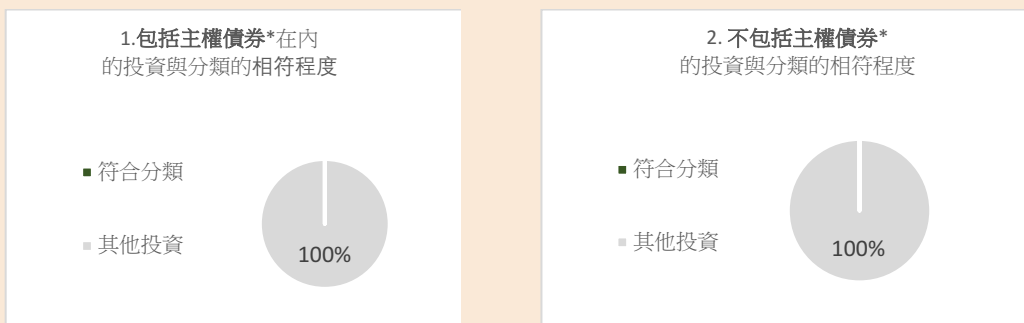 1.包括主權債券*在內
的投資與分類的相符程度
符合分類
其他投資
100%
2. 不包括主權債券*
的投資與分類的相符程度
符合分類
其他投資
100%